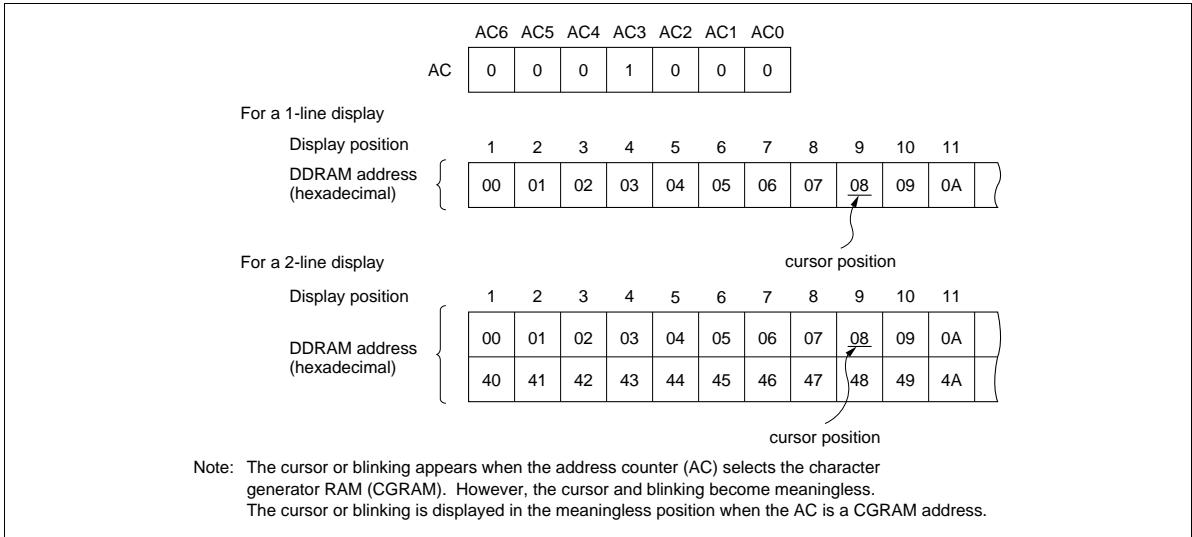 AC6 AC5 AC4 AC3 AC2 AC1 AC0
AC 0 0 0 1 0 0 0
For a 1-line display
Display position 1 2 3 4 5 6 7 8 9 10 11
DDRAM address
(hexadecimal)
00 01 02 03 04 05 06 07 08 09 0A
cursor position
For a 2-line display
Display position 1 2 3 4 5 6 7 8 9 10 11
DDRAM address
(hexadecimal)
00 01 02 03 04 05 06 07 08 09 0A
40 41 42 43 44 45 46 47 48 49 4A
cursor position
Note: The cursor or blinking appears when the address counter (AC) selects the character
generator RAM (CGRAM). However, the cursor and blinking become meaningless.
The cursor or blinking is displayed in the meaningless position when the AC is a CGRAM address.